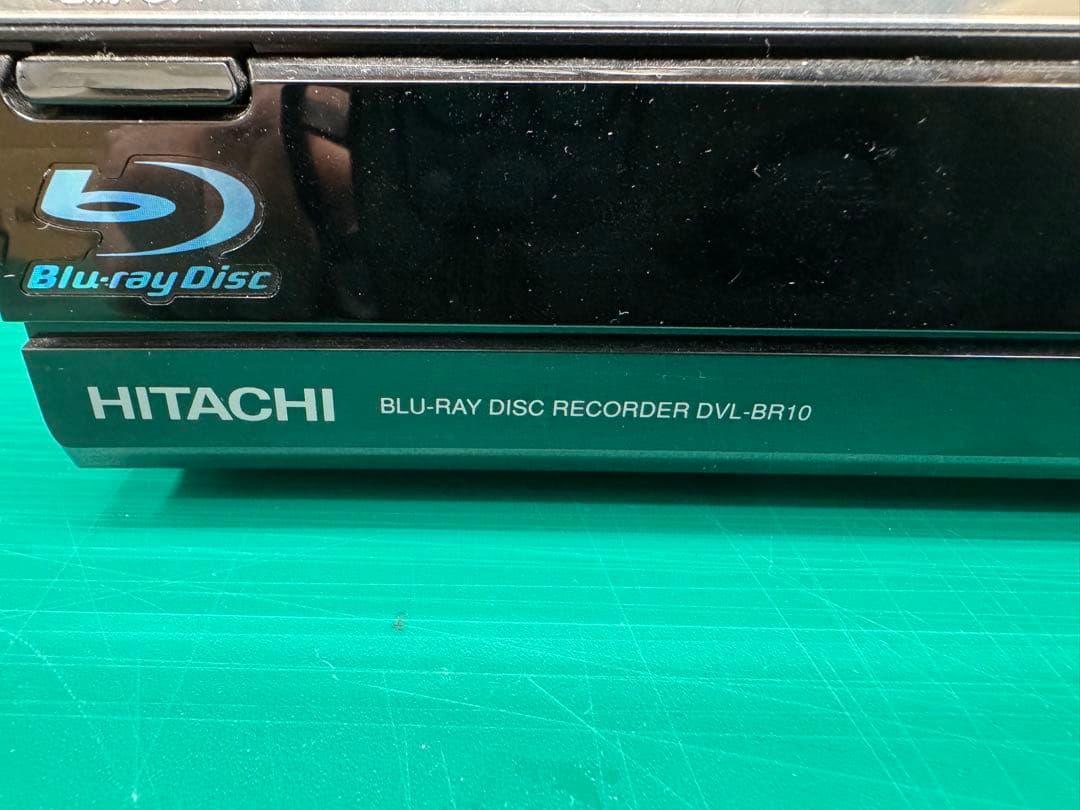 Blu-ray Disc
HITACHI BLU-RAY DISC RECORDER DVL-BR10